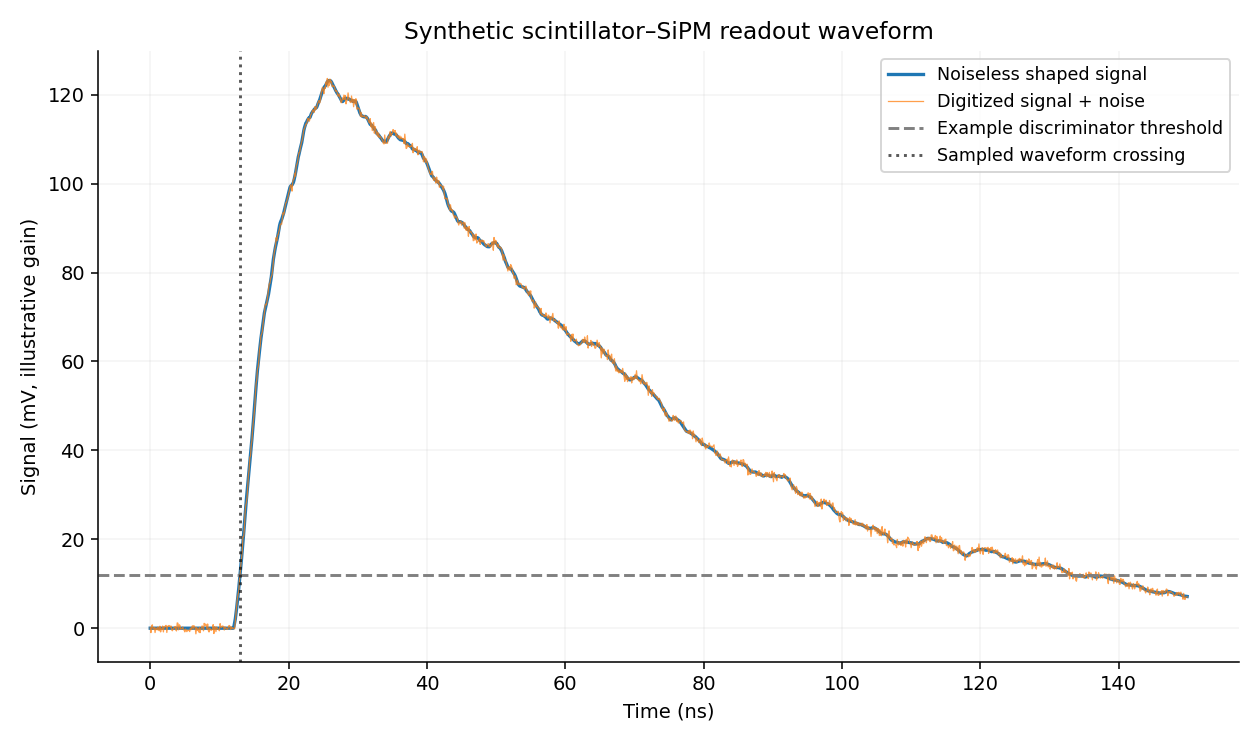 Synthetic scintillator–SiPM readout waveform
Noiseless shaped signal
Digitized signal + noise
Example discriminator threshold
Sampled waveform crossing
Signal (mV, illustrative gain)
120
100
80
60
40
20
0
0 20 40 60 80 100 120 140
Time (ns)